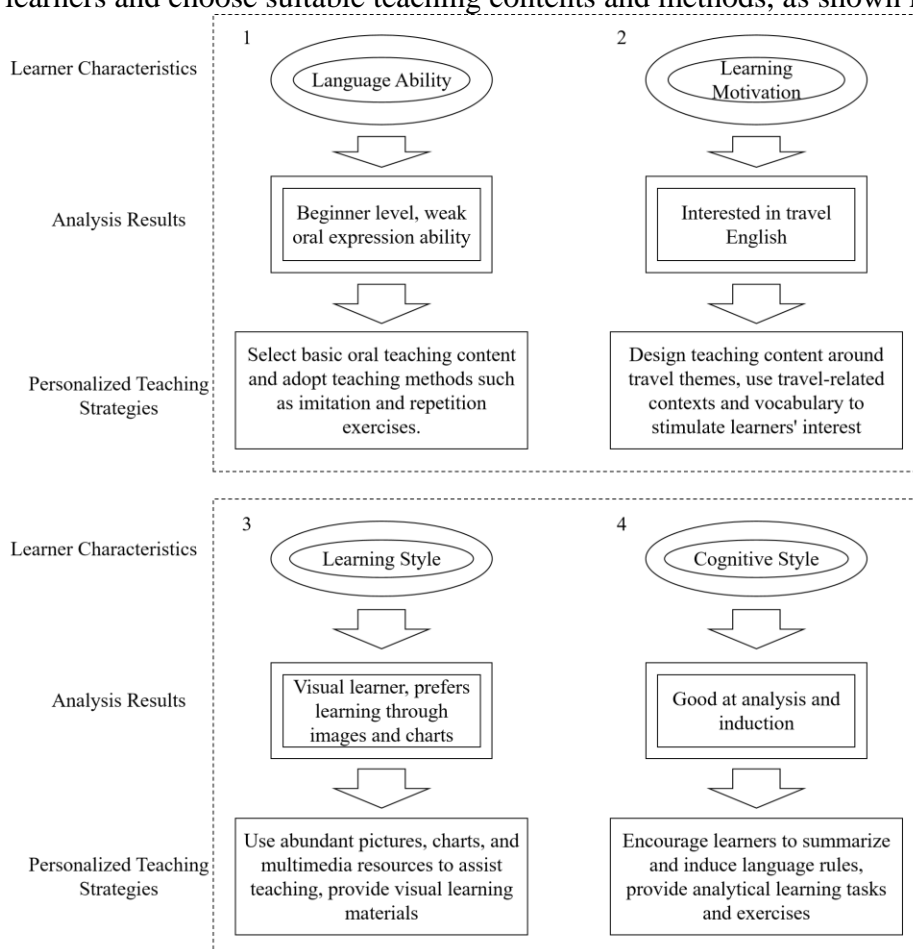 learners and choose suitable teaching contents and methods, as shown
1
2
Learner Characteristics
Language Ability
Learning
Motivation
Analysis Results
Beginner level, weak
oral expression ability
Interested in travel
English
Personalized Teaching
Strategies
Select basic oral teaching content
and adopt teaching methods such
as imitation and repetition
exercises.
Design teaching content around
travel themes, use travel-related
contexts and vocabulary to
stimulate learners' interest
3
4
Learner Characteristics
Learning Style
Cognitive Style
Analysis Results
Visual learner, prefers
learning through
images and charts
Good at analysis and
induction
Personalized Teaching
Strategies
Use abundant pictures, charts, and
multimedia resources to assist
teaching, provide visual learning
materials
Encourage learners to summarize
and induce language rules,
provide analytical learning tasks
and exercises